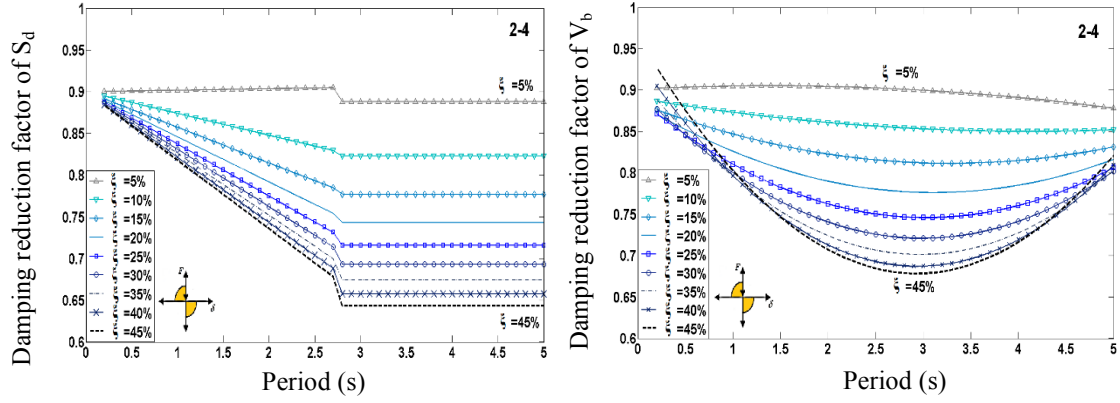 Damping reduction factor of S_d
1
0.95
0.9
0.85
0.8
0.75
0.7
0.65
0.6
2-4
ξ =5%
ξ =5%
ξ =10%
ξ =15%
ξ =20%
ξ =25%
ξ =30%
ξ =35%
ξ =40%
ξ =45%
F
δ
ξ =45%
0 0.5 1 1.5 2 2.5 3 3.5 4 4.5 5
Period (s)
Damping reduction factor of V_b
1
0.95
0.9
0.85
0.8
0.75
0.7
0.65
0.6
2-4
ξ =5%
ξ =5%
ξ =10%
ξ =15%
ξ =20%
ξ =25%
ξ =30%
ξ =35%
ξ =40%
ξ =45%
F
δ
ξ =45%
0 0.5 1 1.5 2 2.5 3 3.5 4 4.5 5
Period (s)